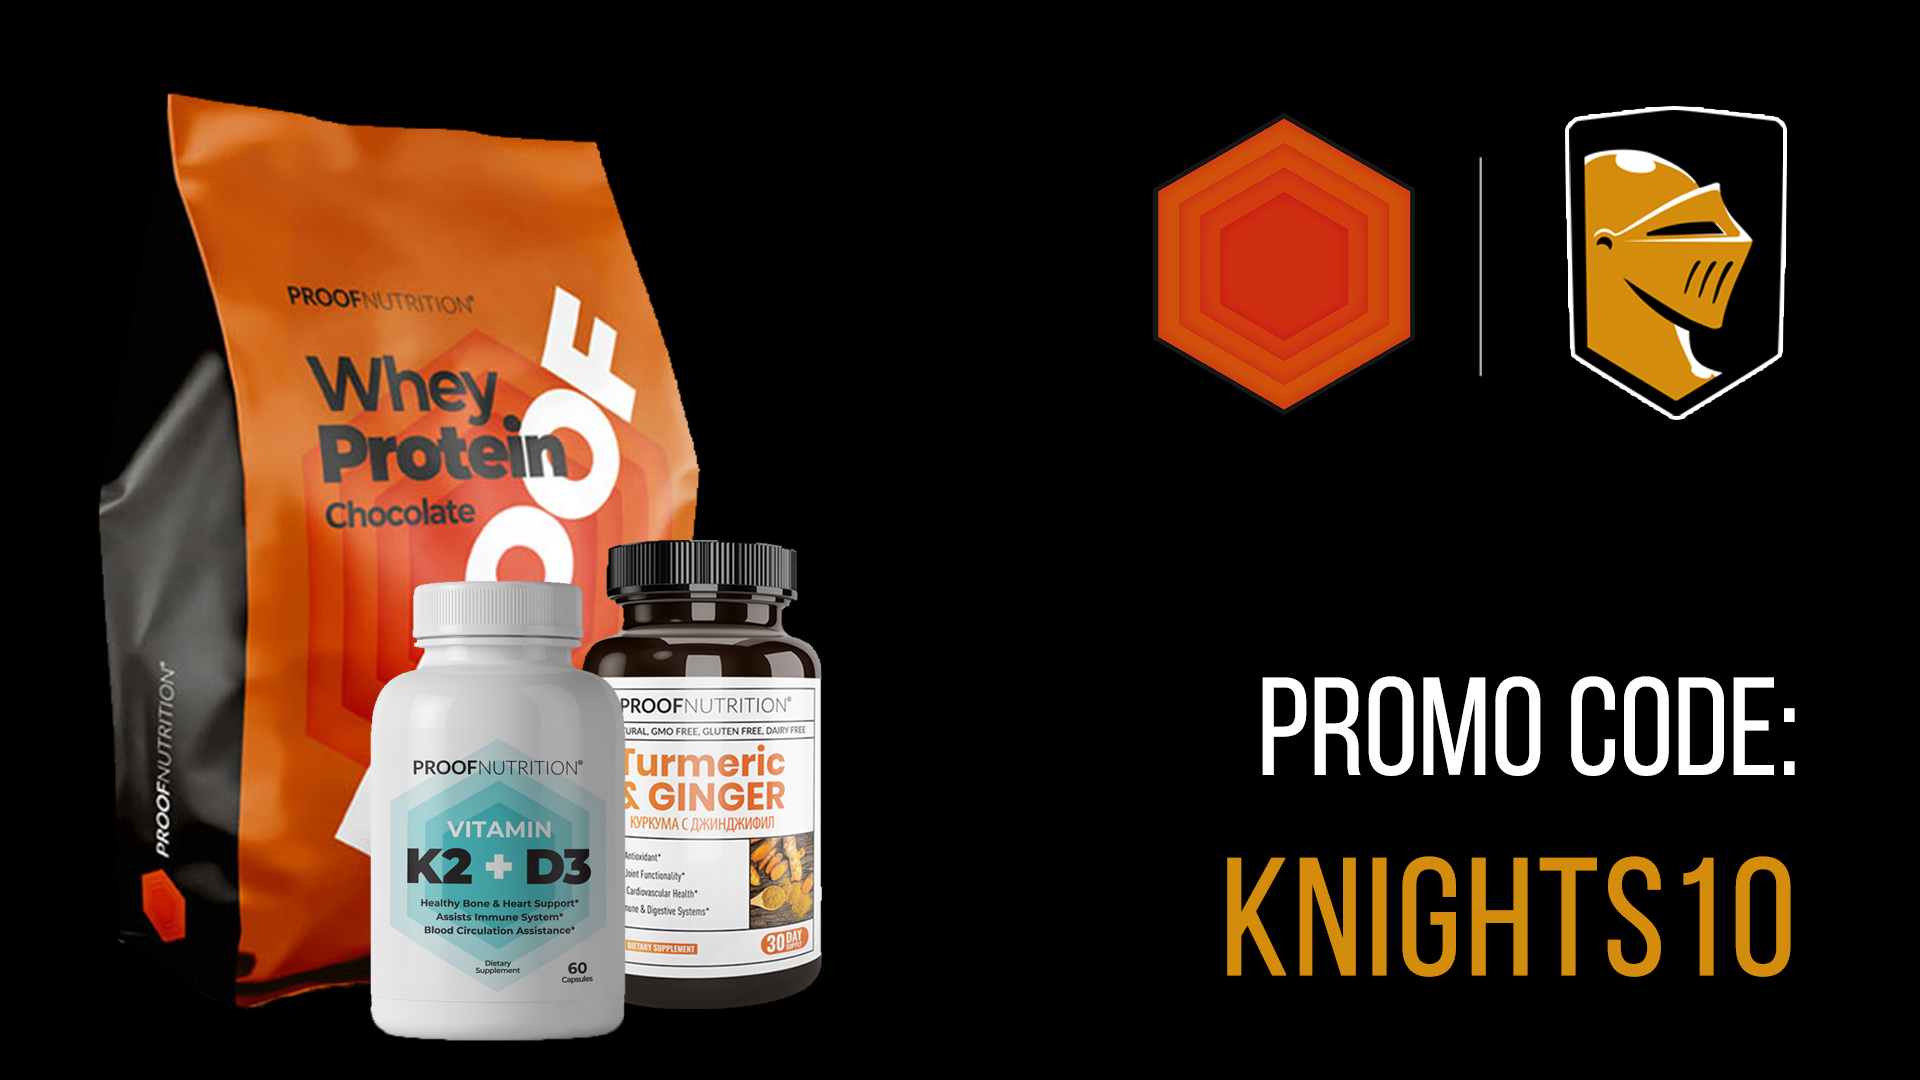 PROOFNUTRITION®
Whey
Protein
Chocolate
PROOFNUTRITION®
PROOFNUTRITION®
VITAMIN
K2 + D3
Healthy Bone & Heart Support*
Assists Immune System*
Blood Circulation Assistance*
Dietary
Supplement
60
Capsules
PROOFNUTRITION®
GMO FREE, GLUTEN FREE, DAIRY FREE
Turmeric
& GINGER
КУРКУМА С ДЖИНДЖИФИЛ
Antioxidant*
Joint Functionality*
Cardiovascular Health*
& Digestive Systems*
DIETARY SUPPLEMENT
30 DAY
SUPPLY
PROMO CODE:
KNIGHTS10